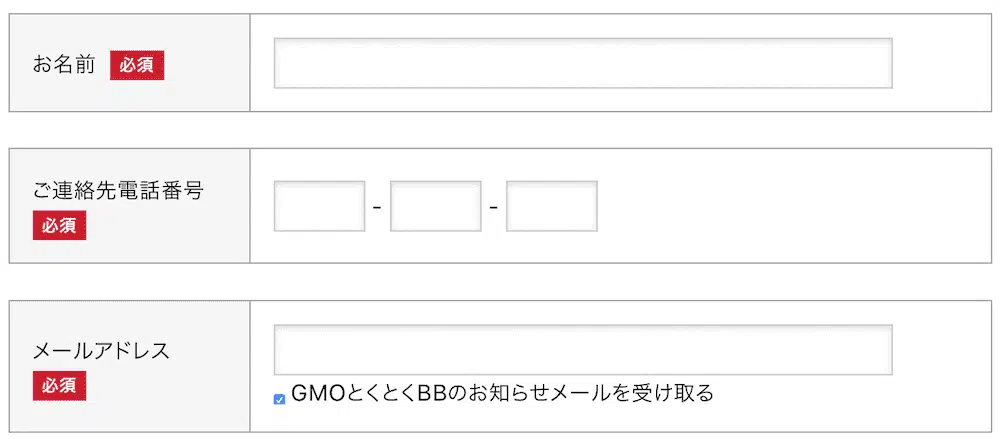 お名前 必須
ご連絡先電話番号
必須
- -
メールアドレス
必須
GMOとくとくBBのお知らせメールを受け取る